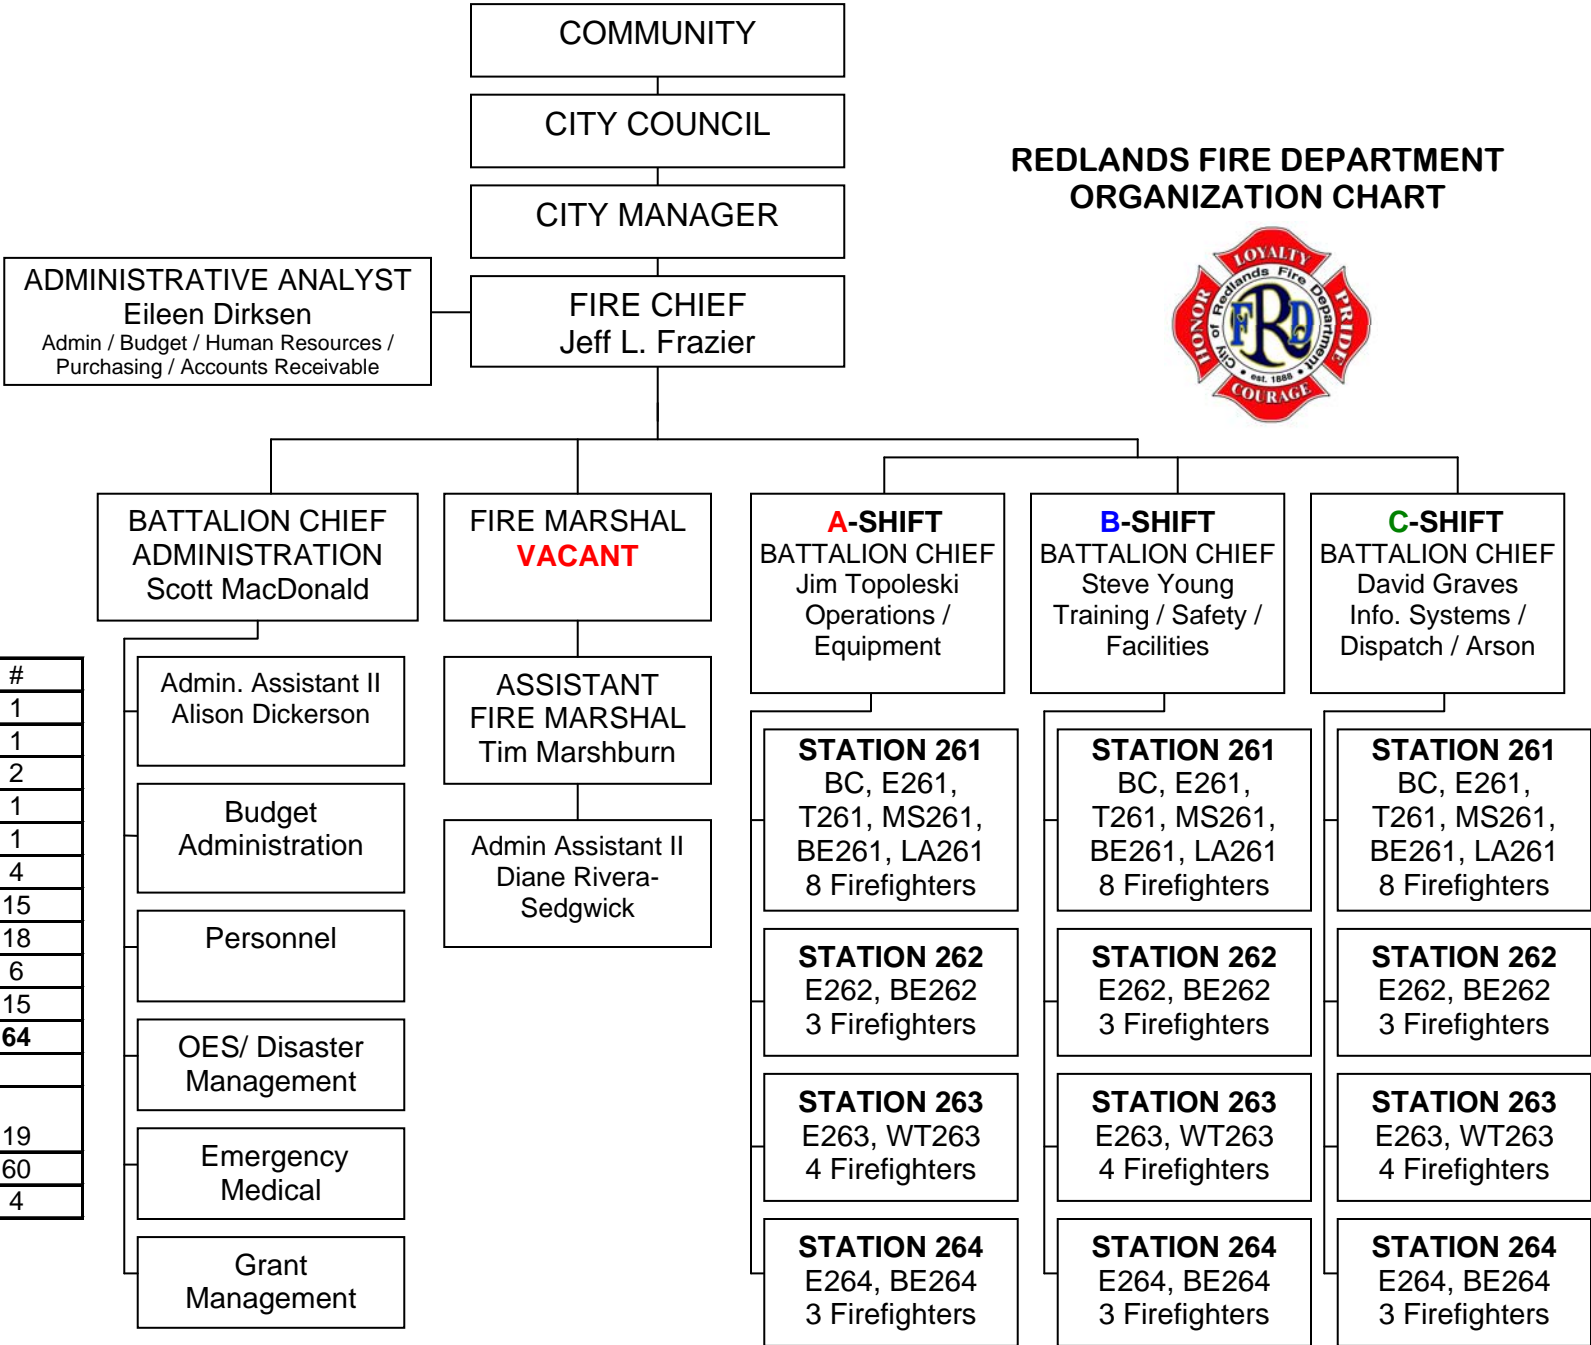 COMMUNITY
CITY COUNCIL
CITY MANAGER
REDLANDS FIRE DEPARTMENT
ORGANIZATION CHART
LOYALTY
HONOR
PRIDE
COURAGE
City of Redlands Fire Department
FRD
est. 1888
ADMINISTRATIVE ANALYST
Eileen Dirksen
Admin / Budget / Human Resources /
Purchasing / Accounts Receivable
FIRE CHIEF
Jeff L. Frazier
BATTALION CHIEF
ADMINISTRATION
Scott MacDonald
FIRE MARSHAL
VACANT
A-SHIFT
BATTALION CHIEF
Jim Topoleski
Operations /
Equipment
B-SHIFT
BATTALION CHIEF
Steve Young
Training / Safety /
Facilities
C-SHIFT
BATTALION CHIEF
David Graves
Info. Systems /
Dispatch / Arson
#
1
1
2
1
1
4
15
18
6
15
64
19
60
4
Admin. Assistant II
Alison Dickerson
Budget
Administration
Personnel
OES/ Disaster
Management
Emergency
Medical
Grant
Management
ASSISTANT
FIRE MARSHAL
Tim Marshburn
Admin Assistant II
Diane Rivera-
Sedgwick
STATION 261
BC, E261,
T261, MS261,
BE261, LA261
8 Firefighters
STATION 262
E262, BE262
3 Firefighters
STATION 263
E263, WT263
4 Firefighters
STATION 264
E264, BE264
3 Firefighters
STATION 261
BC, E261,
T261, MS261,
BE261, LA261
8 Firefighters
STATION 262
E262, BE262
3 Firefighters
STATION 263
E263, WT263
4 Firefighters
STATION 264
E264, BE264
3 Firefighters
STATION 261
BC, E261,
T261, MS261,
BE261, LA261
8 Firefighters
STATION 262
E262, BE262
3 Firefighters
STATION 263
E263, WT263
4 Firefighters
STATION 264
E264, BE264
3 Firefighters